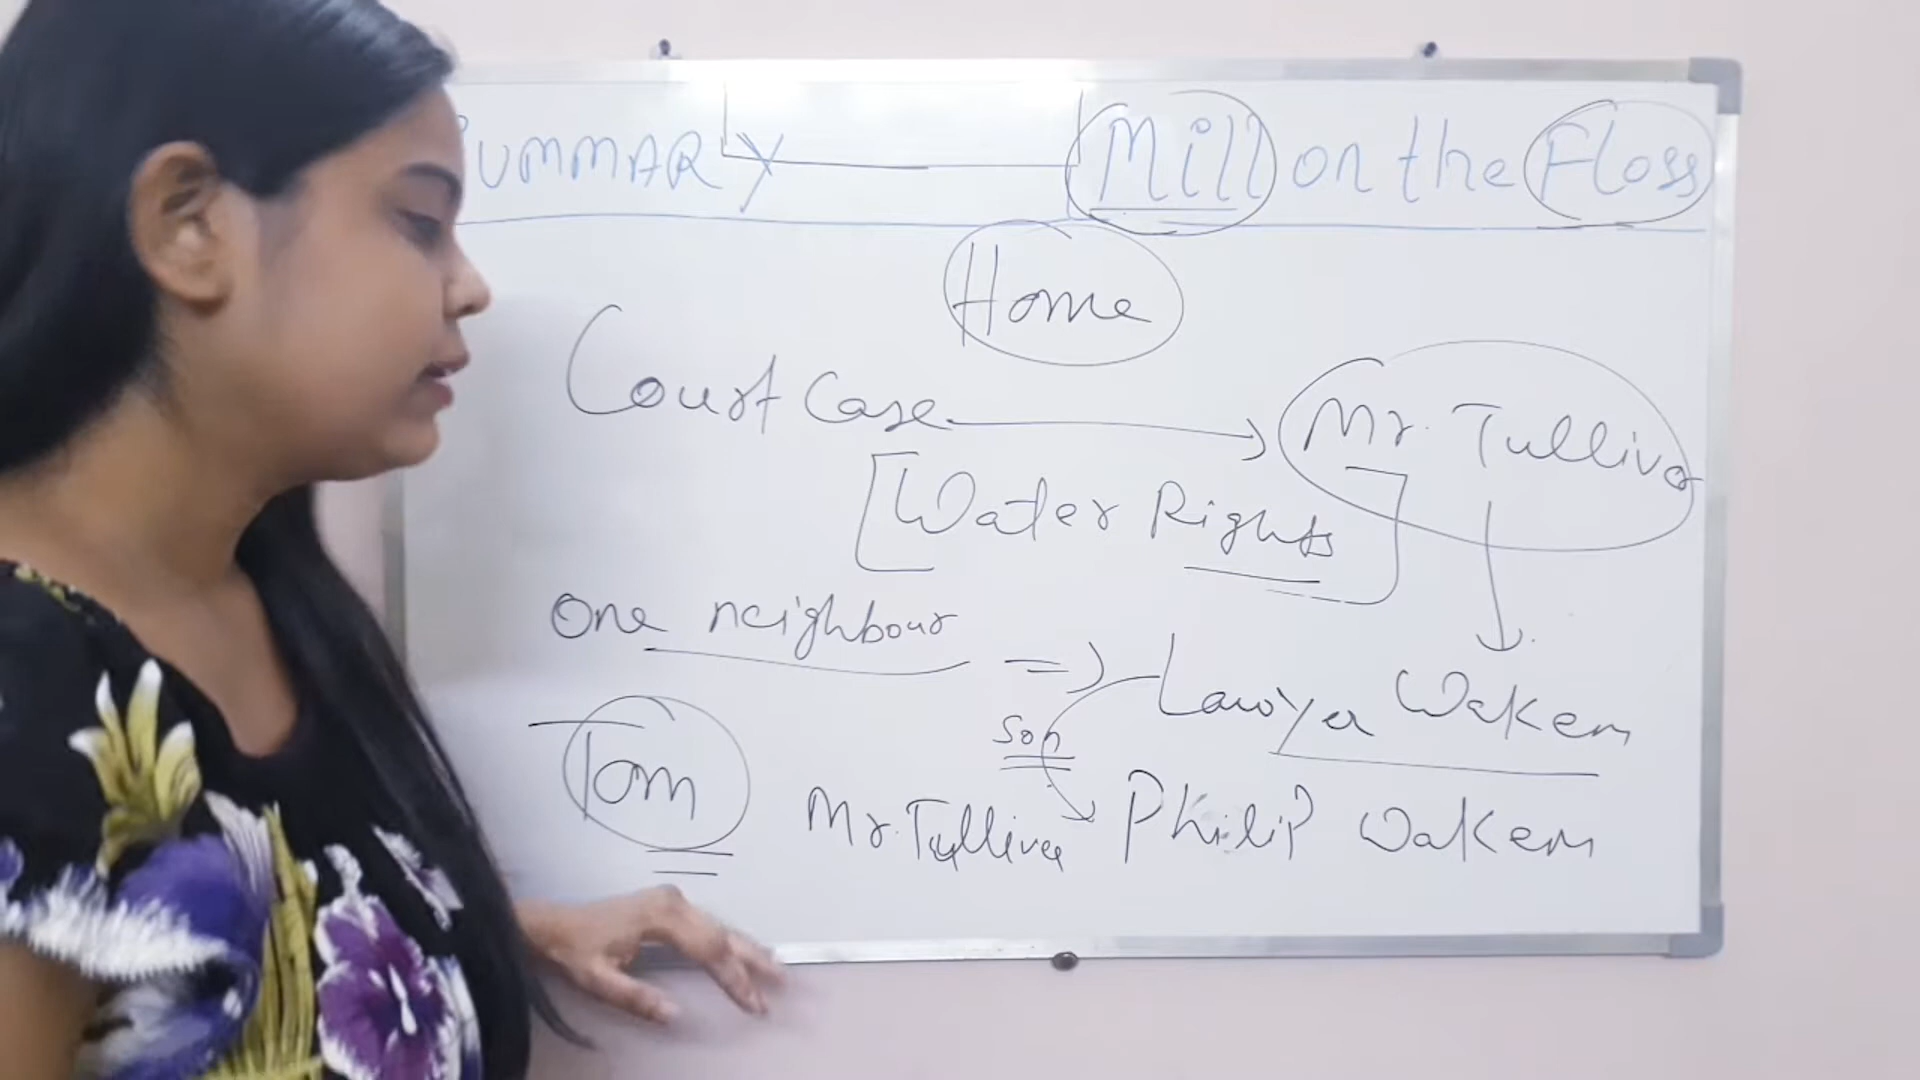 SUMMARY Mill on the Floss
Home
Court Case → Mr. Tulliver
[Water Rights]
One neighbour => Lawyer Wakem
Son
Tom Mr. Tulliver Philip Wakem